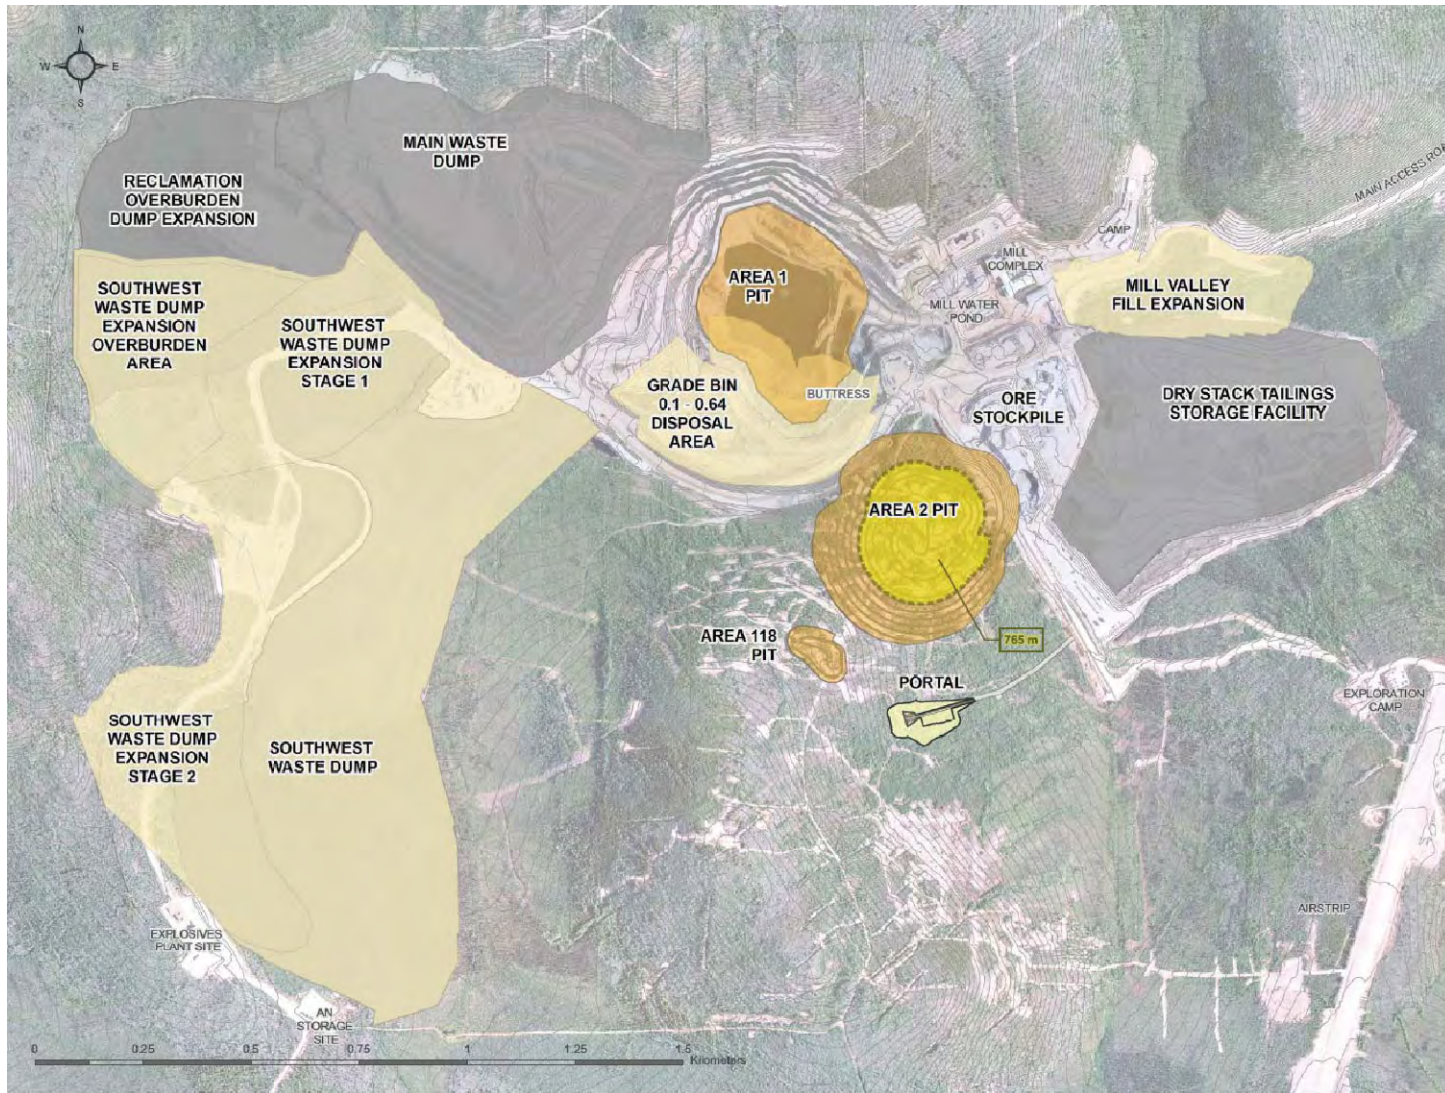 N
W E
S
MAIN WASTE
DUMP
RECLAMATION
OVERBURDEN
DUMP EXPANSION
MAIN ACCESS ROA
CAMP
MILL
COMPLEX
MILL WATER
POND
MILL VALLEY
FILL EXPANSION
AREA 1
PIT
SOUTHWEST
WASTE DUMP
EXPANSION
OVERBURDEN
AREA
SOUTHWEST
WASTE DUMP
EXPANSION
STAGE 1
GRADE BIN
0.1 - 0.64
DISPOSAL
AREA
BUTTRESS
ORE
STOCKPILE
DRY STACK TAILINGS
STORAGE FACILITY
AREA 2 PIT
765 m
AREA 118
PIT
PORTAL
EXPLORATION
CAMP
SOUTHWEST
WASTE DUMP
EXPANSION
STAGE 2
SOUTHWEST
WASTE DUMP
AIRSTRIP
EXPLOSIVES
PLANT SITE
AN
STORAGE
SITE
0 0.25 0.5 0.75 1 1.25 1.5
Kilometers